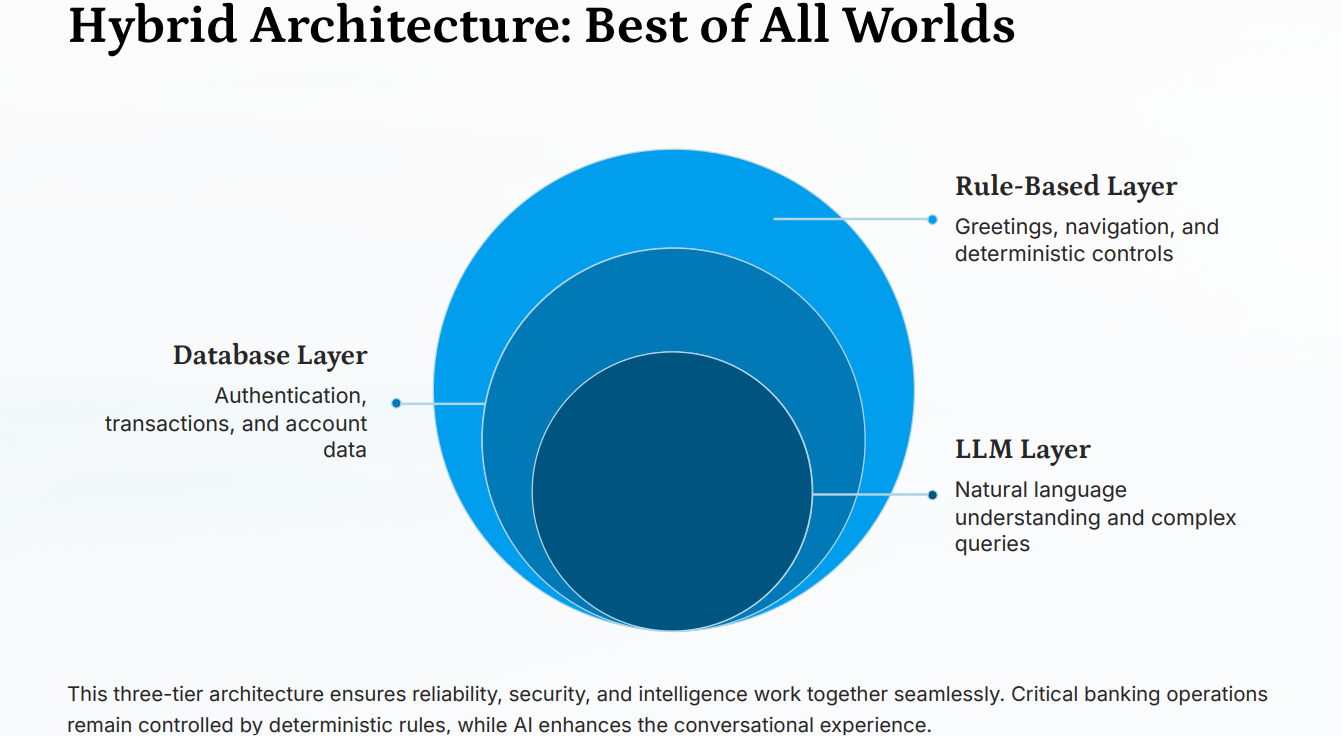 Hybrid Architecture: Best of All Worlds
Rule-Based Layer
Greetings, navigation, and
deterministic controls
Database Layer
Authentication,
transactions, and account
data
LLM Layer
Natural language
understanding and complex
queries
This three-tier architecture ensures reliability, security, and intelligence work together seamlessly. Critical banking operations
remain controlled by deterministic rules, while AI enhances the conversational experience.